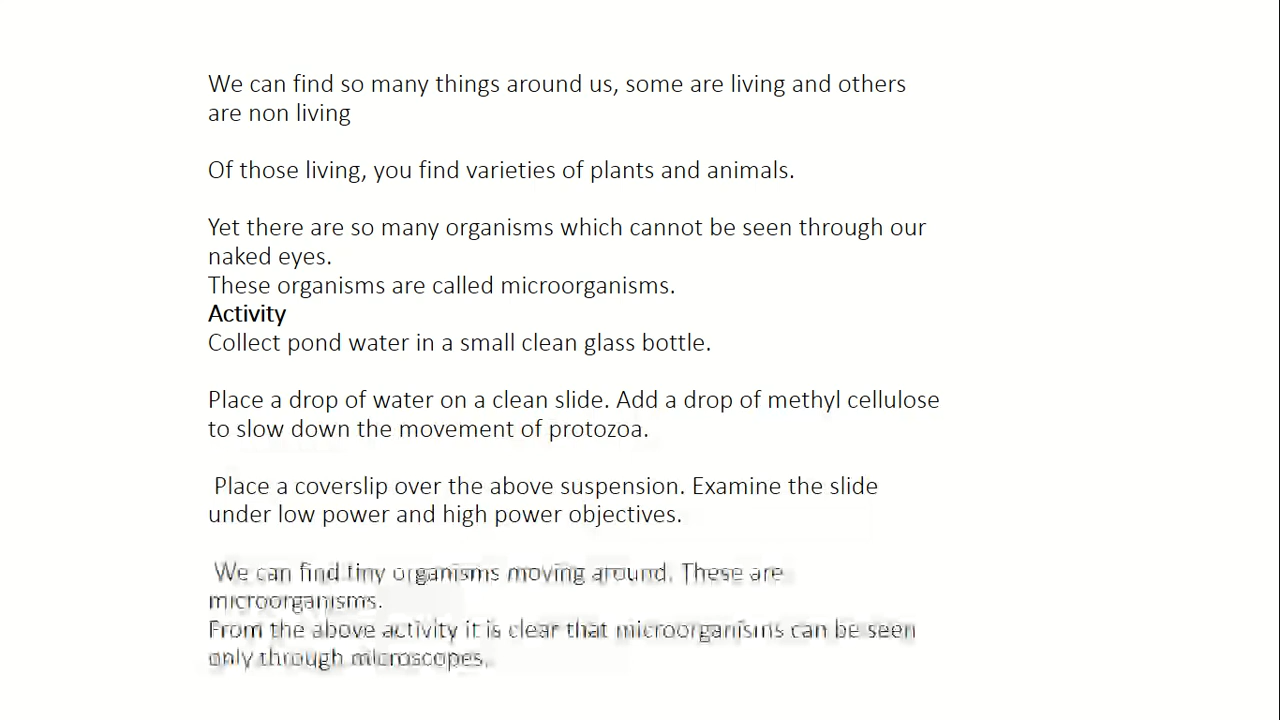 We can find so many things around us, some are living and others
are non living
Of those living, you find varieties of plants and animals.
Yet there are so many organisms which cannot be seen through our
naked eyes.
These organisms are called microorganisms.
Activity
Collect pond water in a small clean glass bottle.
Place a drop of water on a clean slide. Add a drop of methyl cellulose
to slow down the movement of protozoa.
Place a coverslip over the above suspension. Examine the slide
under low power and high power objectives.
We can find tiny organisms moving around. These are
microorganisms.
From the above activity it is clear that microorganisms can be seen
only through microscopes.